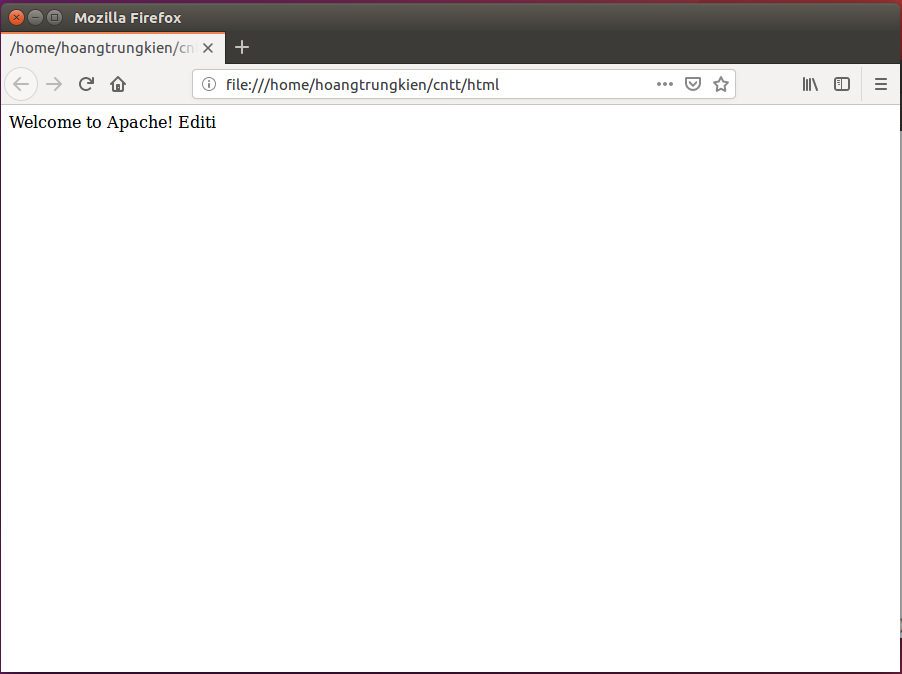 Mozilla Firefox
/home/hoangtrungkien/cn
file:///home/hoangtrungkien/cntt/html
Welcome to Apache! Editi